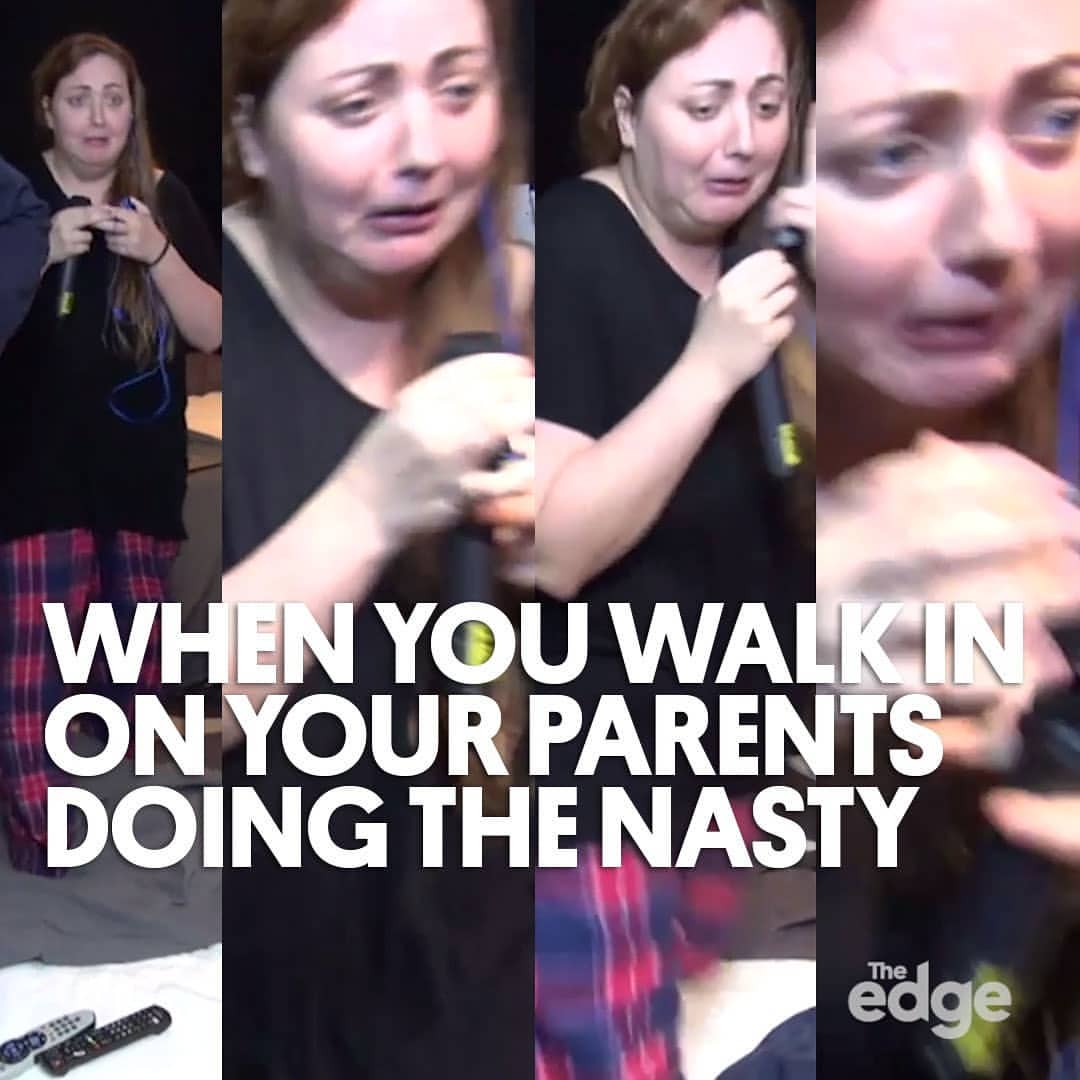 WHEN YOU WALK IN
ON YOUR PARENTS
DOING THE NASTY
The
edge